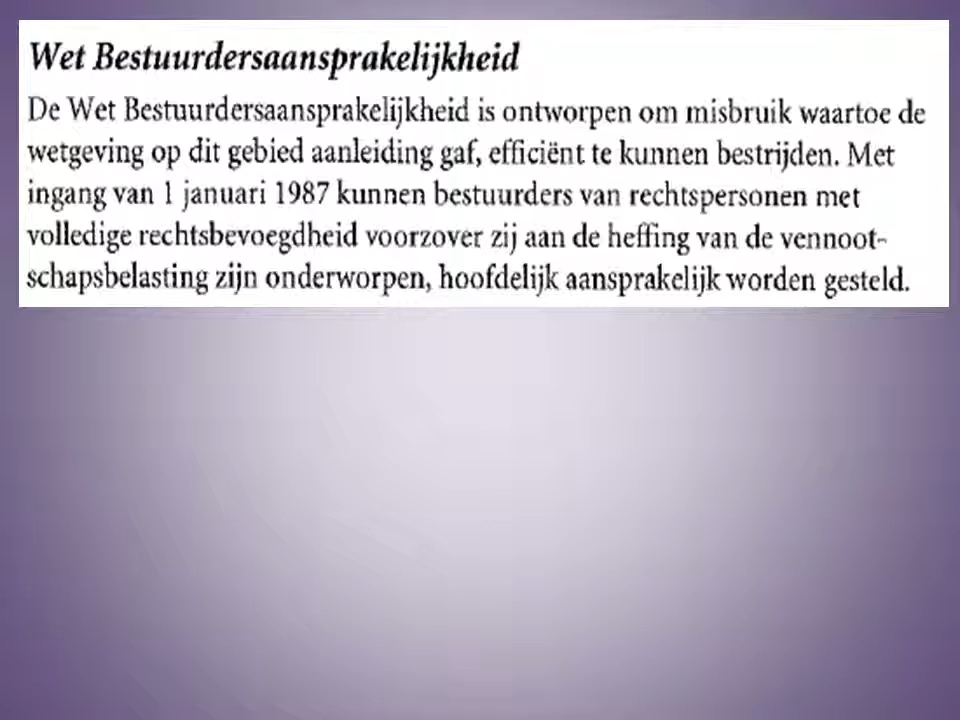 Wet Bestuurdersaansprakelijkheid
De Wet Bestuurdersaansprakelijkheid is ontworpen om misbruik waartoe de
wetgeving op dit gebied aanleiding gaf, efficiënt te kunnen bestrijden. Met
ingang van 1 januari 1987 kunnen bestuurders van rechtspersonen met
volledige rechtsbevoegdheid voorzover zij aan de heffing van de vennoot-
schapsbelasting zijn onderworpen, hoofdelijk aansprakelijk worden gesteld.